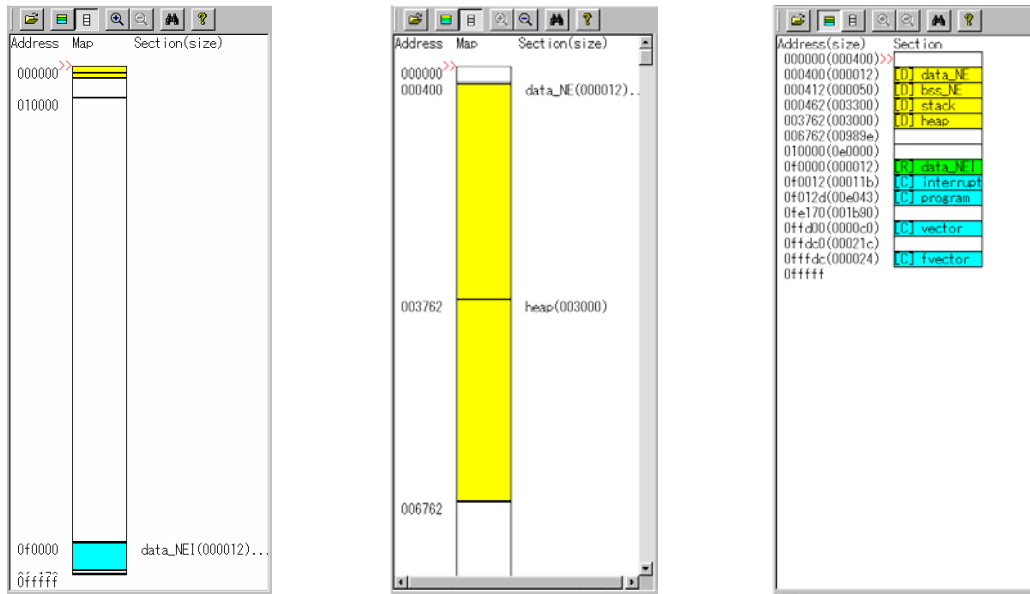 Address Map Section(size)
000000
>>
010000
0f0000 data_NEI(000012)...
0fffff
Address Map Section(size)
000000
>>
000400 data_NE(000012)..
003762 heap(003000)
006762
Address(size) Section
000000(000400)>>
000400(000012) [D] data_NE
000412(000050) [D] bss_NE
000462(003300) [D] stack
003762(003000) [D] heap
006762(00989e)
010000(0e0000)
0f0000(000012) [R] data_NEI
0f0012(00011b) [C] interrupt
0f012d(00e043) [C] program
0fe170(001b90)
0ffd00(0000c0) [C] vector
0ffdc0(00021c)
0fffdc(000024) [C] fvector
0fffff